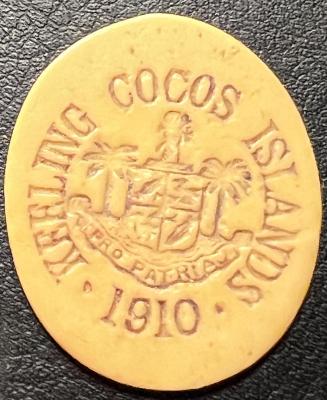 KEELING COCOS ISLANDS
PRO PATRIA
· 1910 ·